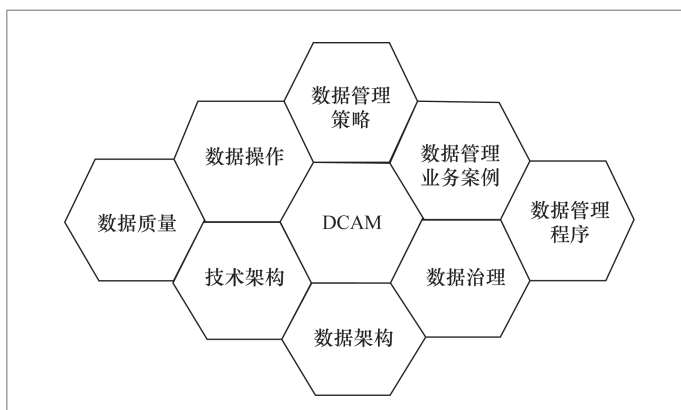 数据管理
策略
数据操作
数据管理
业务案例
数据质量
DCAM
数据管理
程序
技术架构
数据治理
数据架构